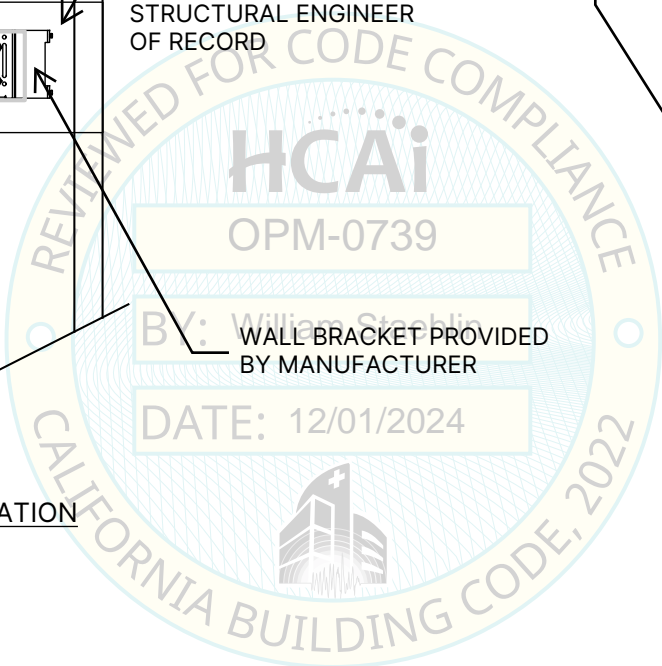 STRUCTURAL ENGINEER
OF RECORD
REVIEWED FOR CODE COMPLIANCE
HCAi
OPM-0739
BY: William Staehlin
WALL BRACKET PROVIDED
BY MANUFACTURER
DATE: 12/01/2024
ATION
CALIFORNIA BUILDING CODE, 2022